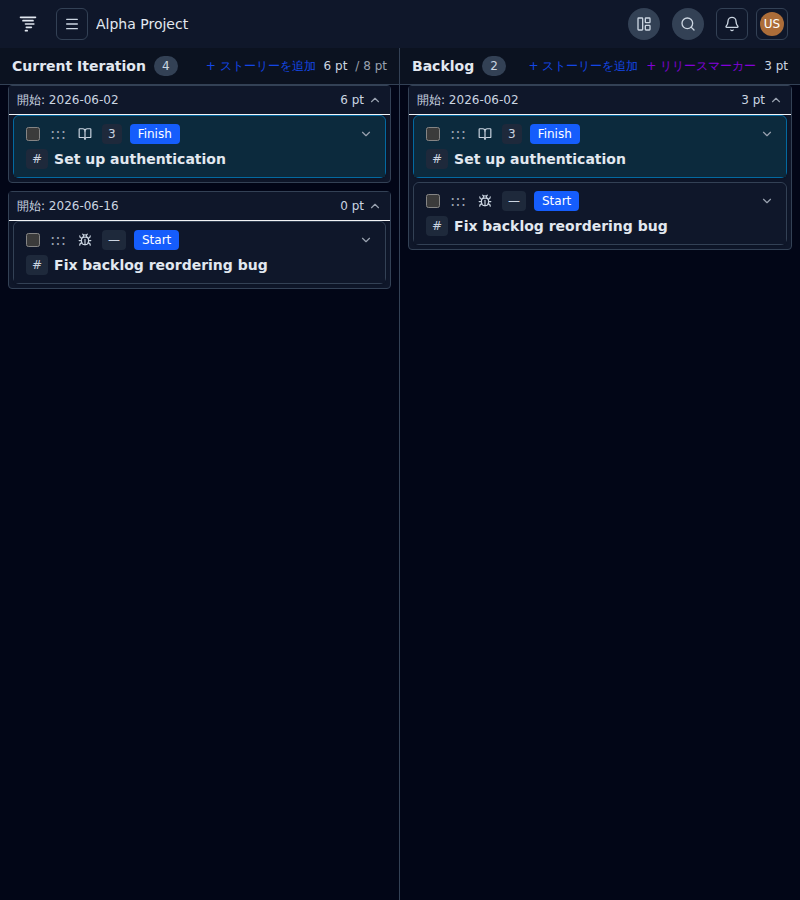 Alpha Project
US
Current Iteration 4 + ストーリーを追加 6 pt / 8 pt
開始: 2026-06-02 6 pt
3 Finish
# Set up authentication
開始: 2026-06-16 0 pt
— Start
# Fix backlog reordering bug
Backlog 2 + ストーリーを追加 + リリースマーカー 3 pt
開始: 2026-06-02 3 pt
3 Finish
# Set up authentication
— Start
# Fix backlog reordering bug